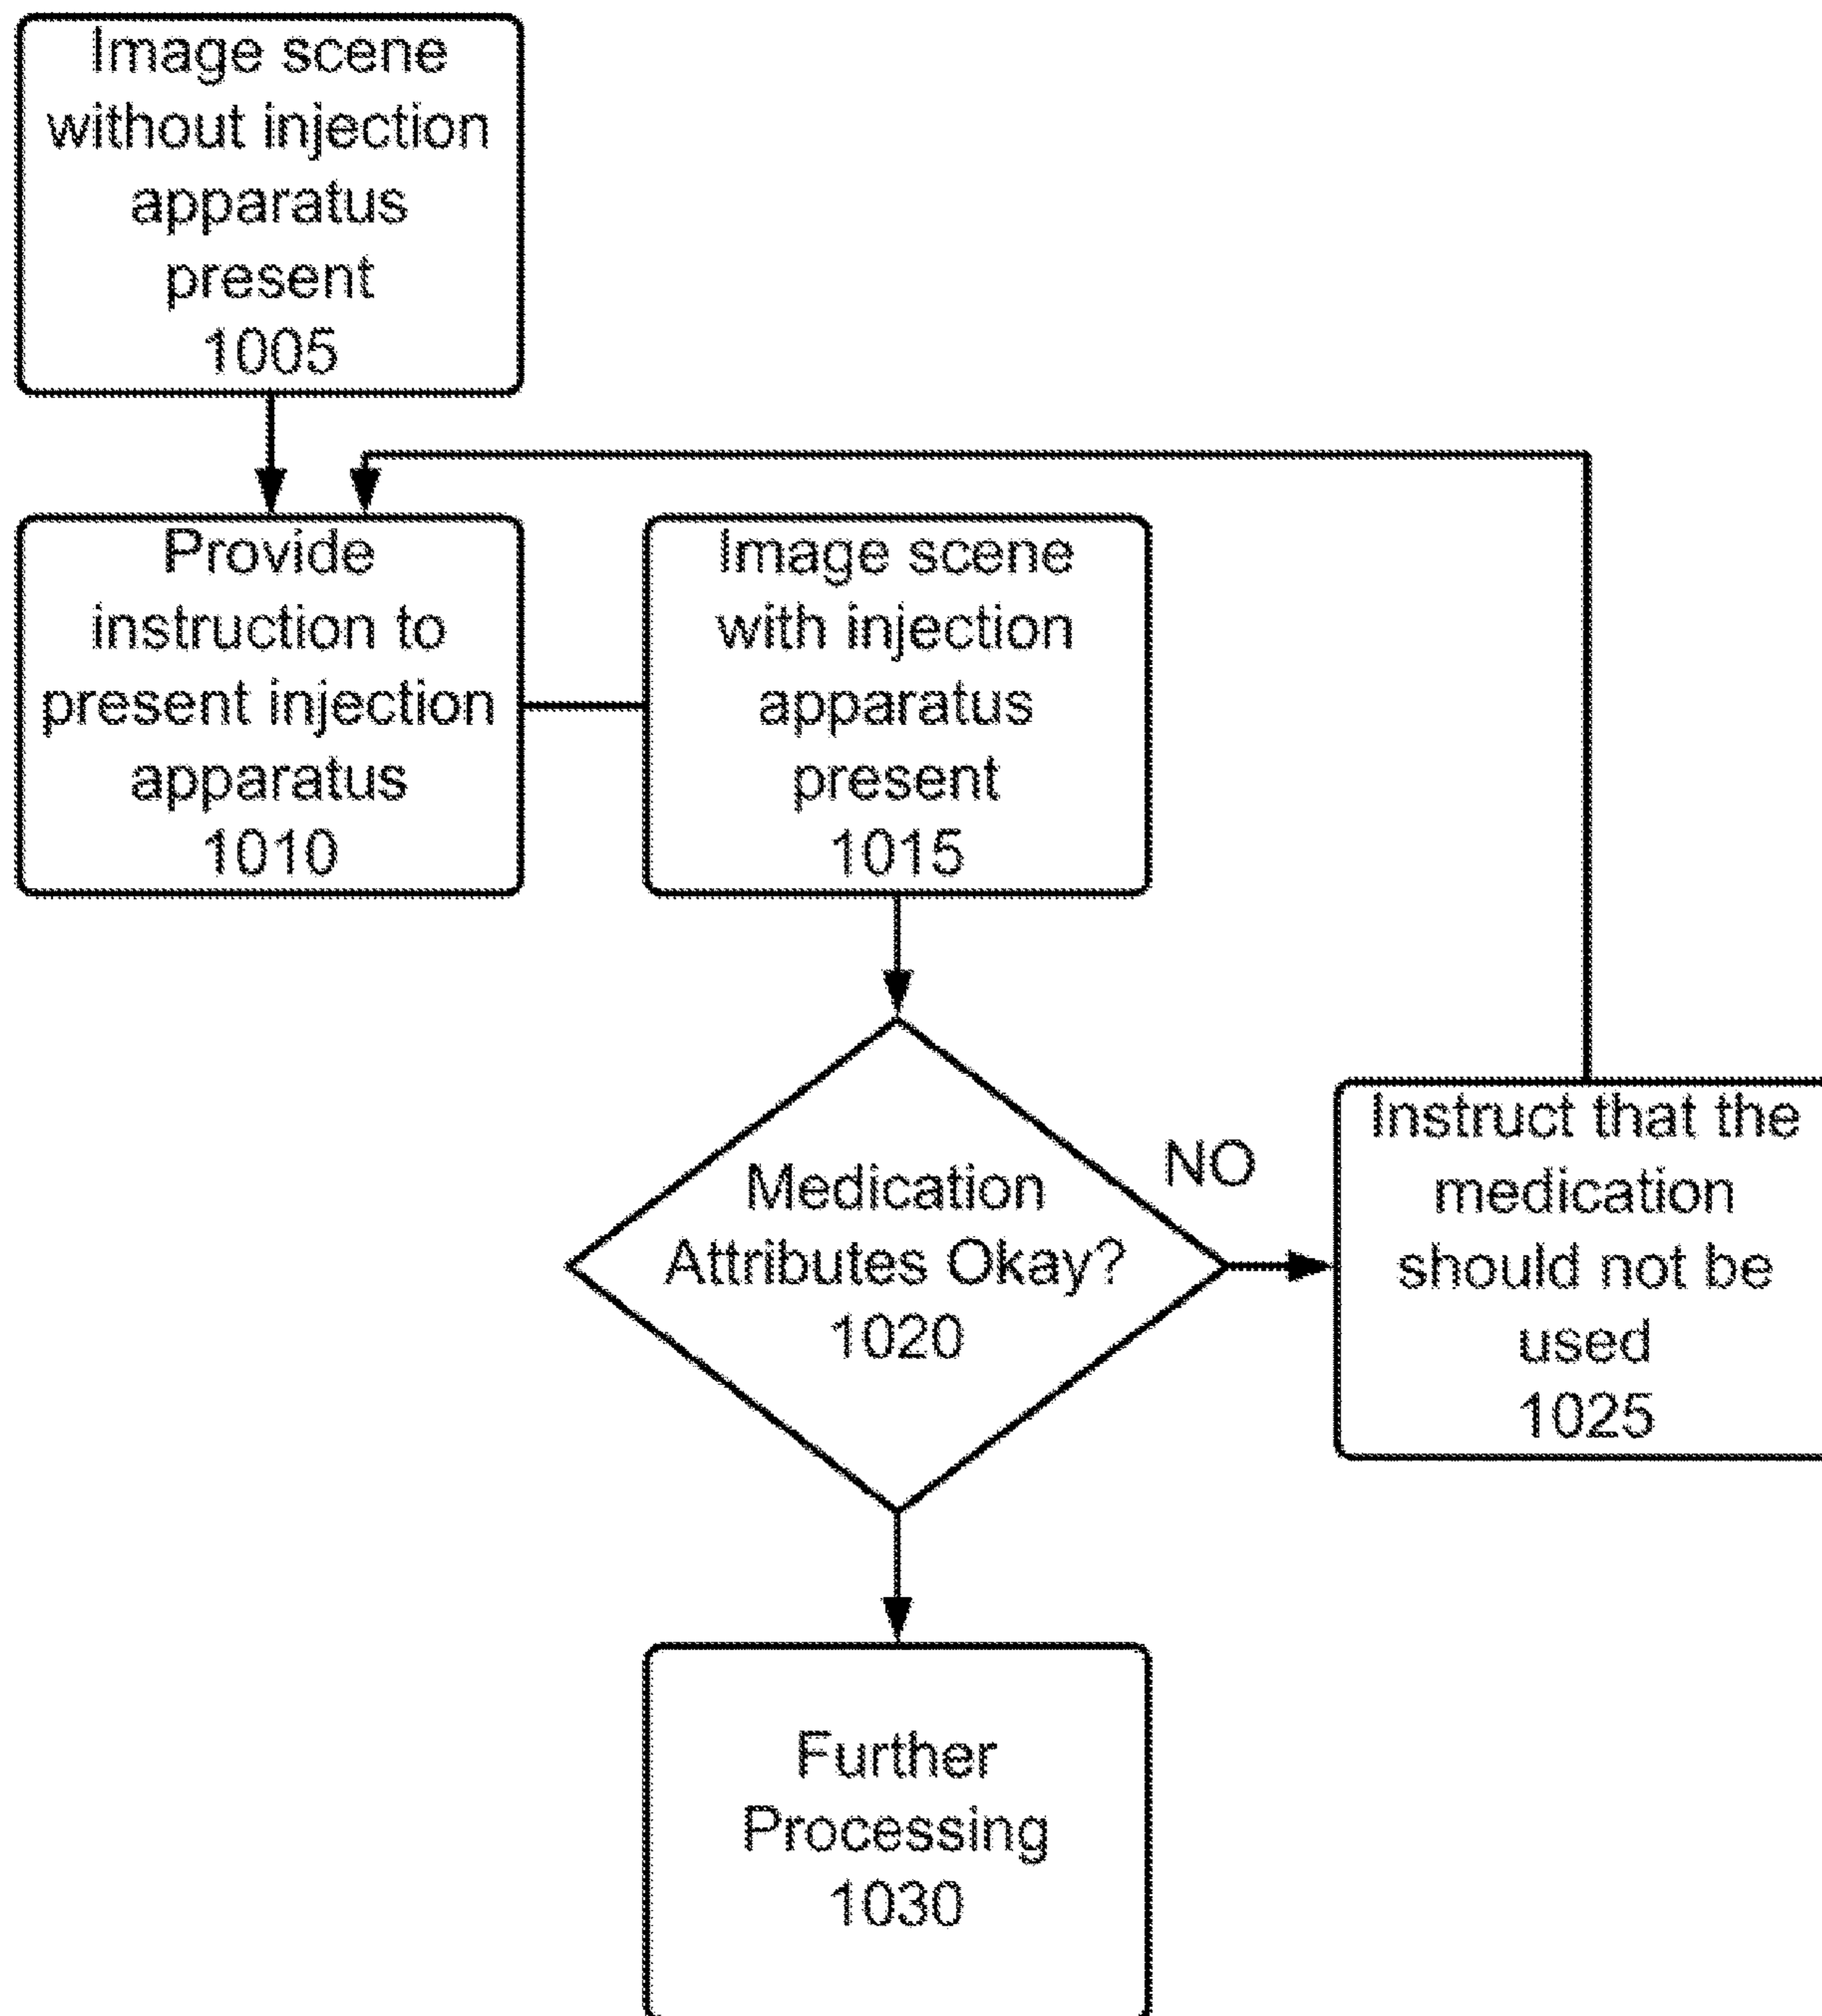 Image scene
without injection
apparatus
present
1005
Provide
instruction to
present injection
apparatus
1010
Image scene
with injection
apparatus
present
1015
Medication
Attributes Okay?
1020
NO
Instruct that the
medication
should not be
used
1025
Further
Processing
1030